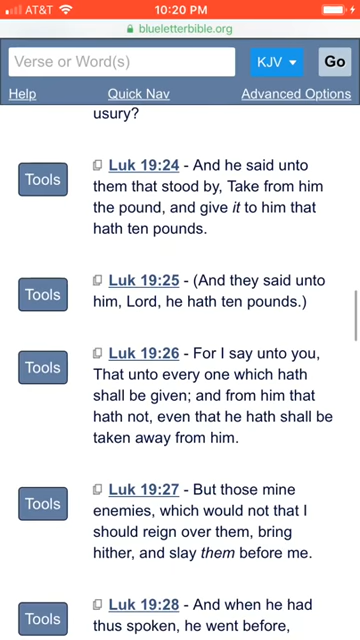 AT&T 10:20 PM
blueletterbible.org
Verse or Word(s) KJV Go
Help Quick Nav Advanced Options
usury?
Tools Luk 19:24 - And he said unto
them that stood by, Take from him
the pound, and give it to him that
hath ten pounds.
Tools Luk 19:25 - (And they said unto
him, Lord, he hath ten pounds.)
Tools Luk 19:26 - For I say unto you,
That unto every one which hath
shall be given; and from him that
hath not, even that he hath shall be
taken away from him.
Tools Luk 19:27 - But those mine
enemies, which would not that I
should reign over them, bring
hither, and slay them before me.
Tools Luk 19:28 - And when he had
thus spoken, he went before,